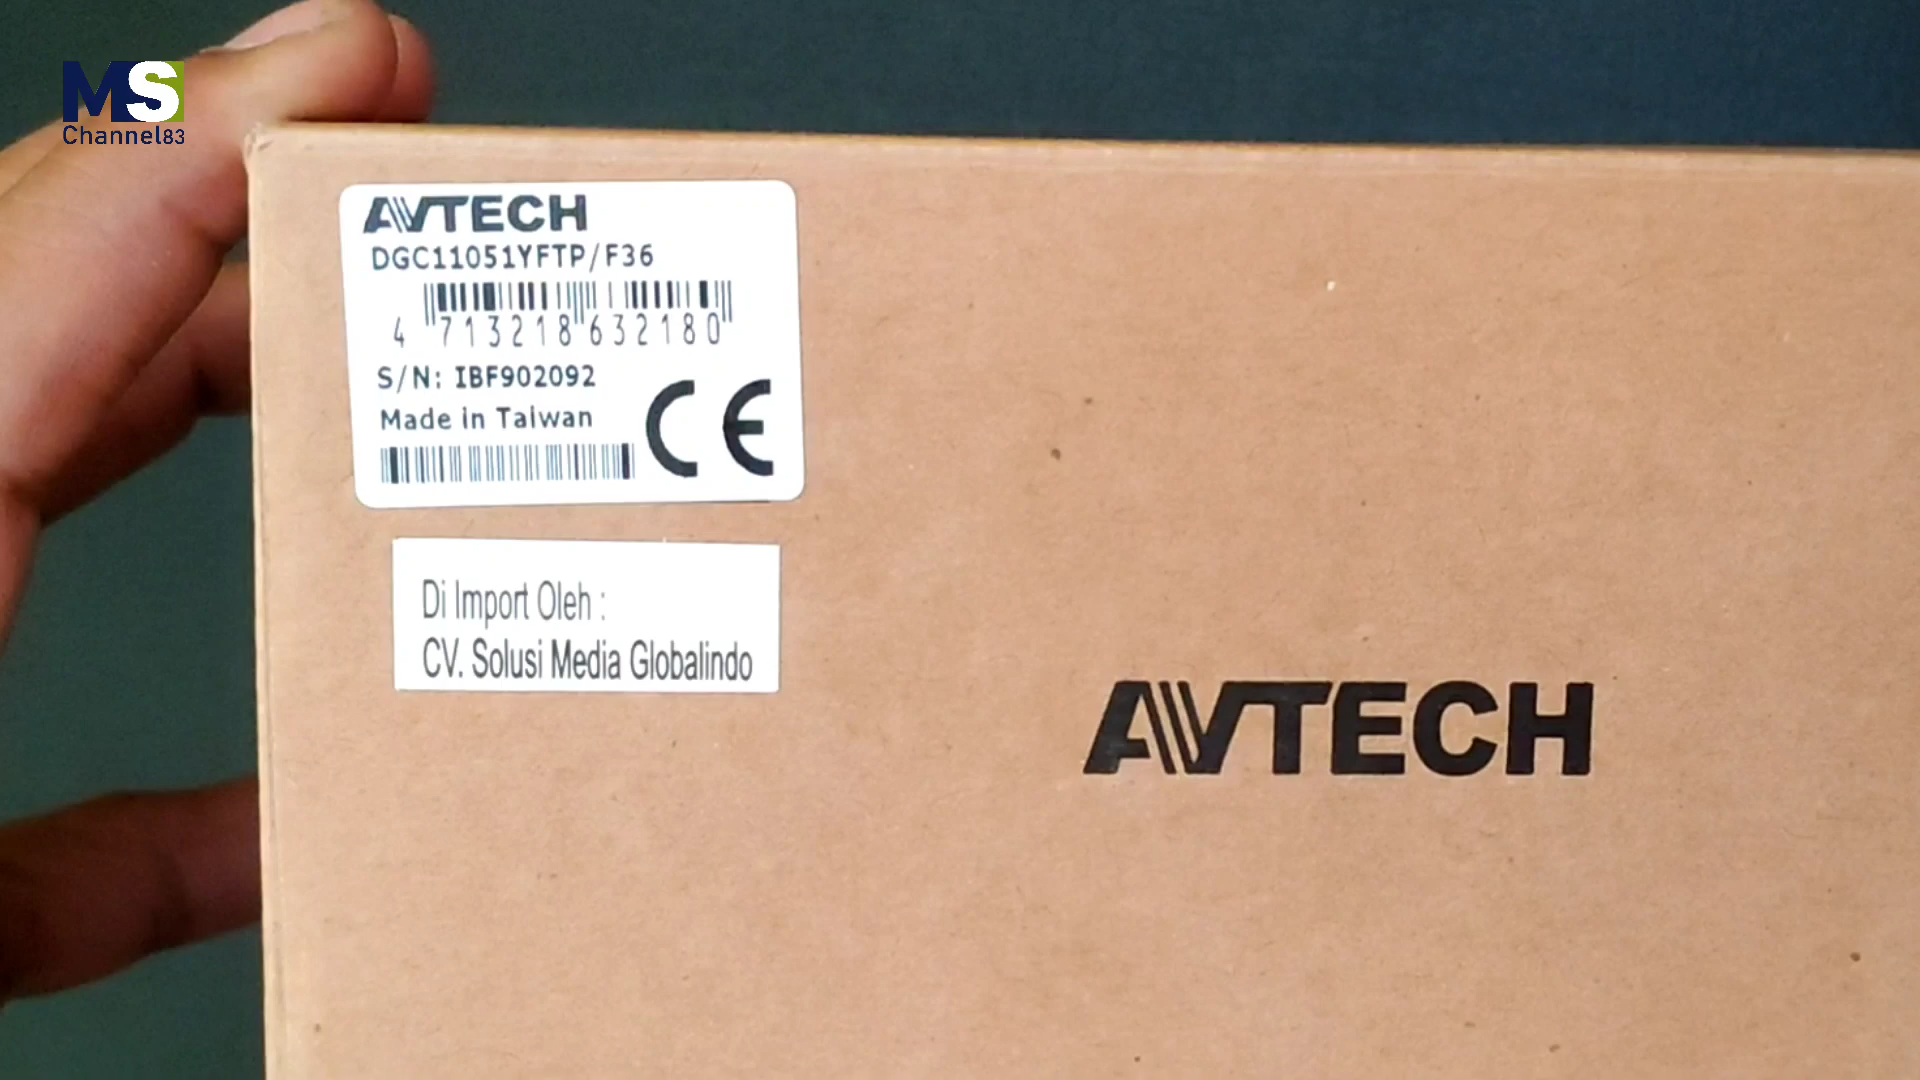 MS
Channel83
AVTECH
DGC11051YFTP/F36
4 713218 632180
S/N: IBF902092
Made in Taiwan
CE
Di Import Oleh :
CV. Solusi Media Globalindo
AVTECH